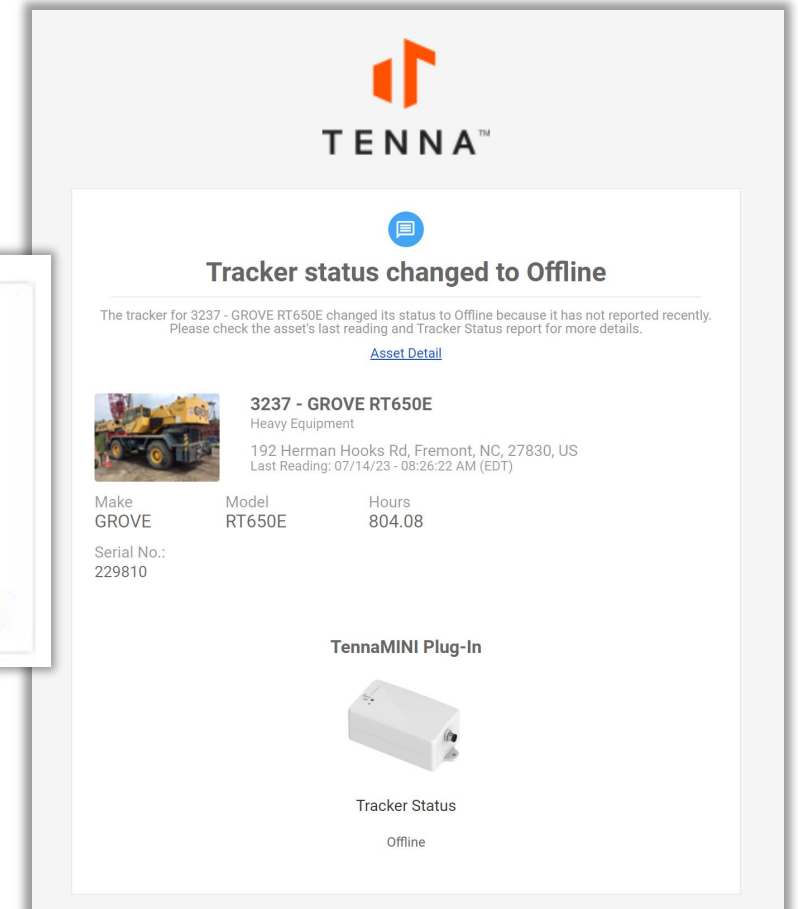 TENNA™
Tracker status changed to Offline
The tracker for 3237 - GROVE RT650E changed its status to Offline because it has not reported recently.
Please check the asset's last reading and Tracker Status report for more details.
Asset Detail
3237 - GROVE RT650E
Heavy Equipment
192 Herman Hooks Rd, Fremont, NC, 27830, US
Last Reading: 07/14/23 - 08:26:22 AM (EDT)
Make
Model
Hours
GROVE
RT650E
804.08
Serial No.:
229810
TennaMINI Plug-In
Tracker Status
Offline